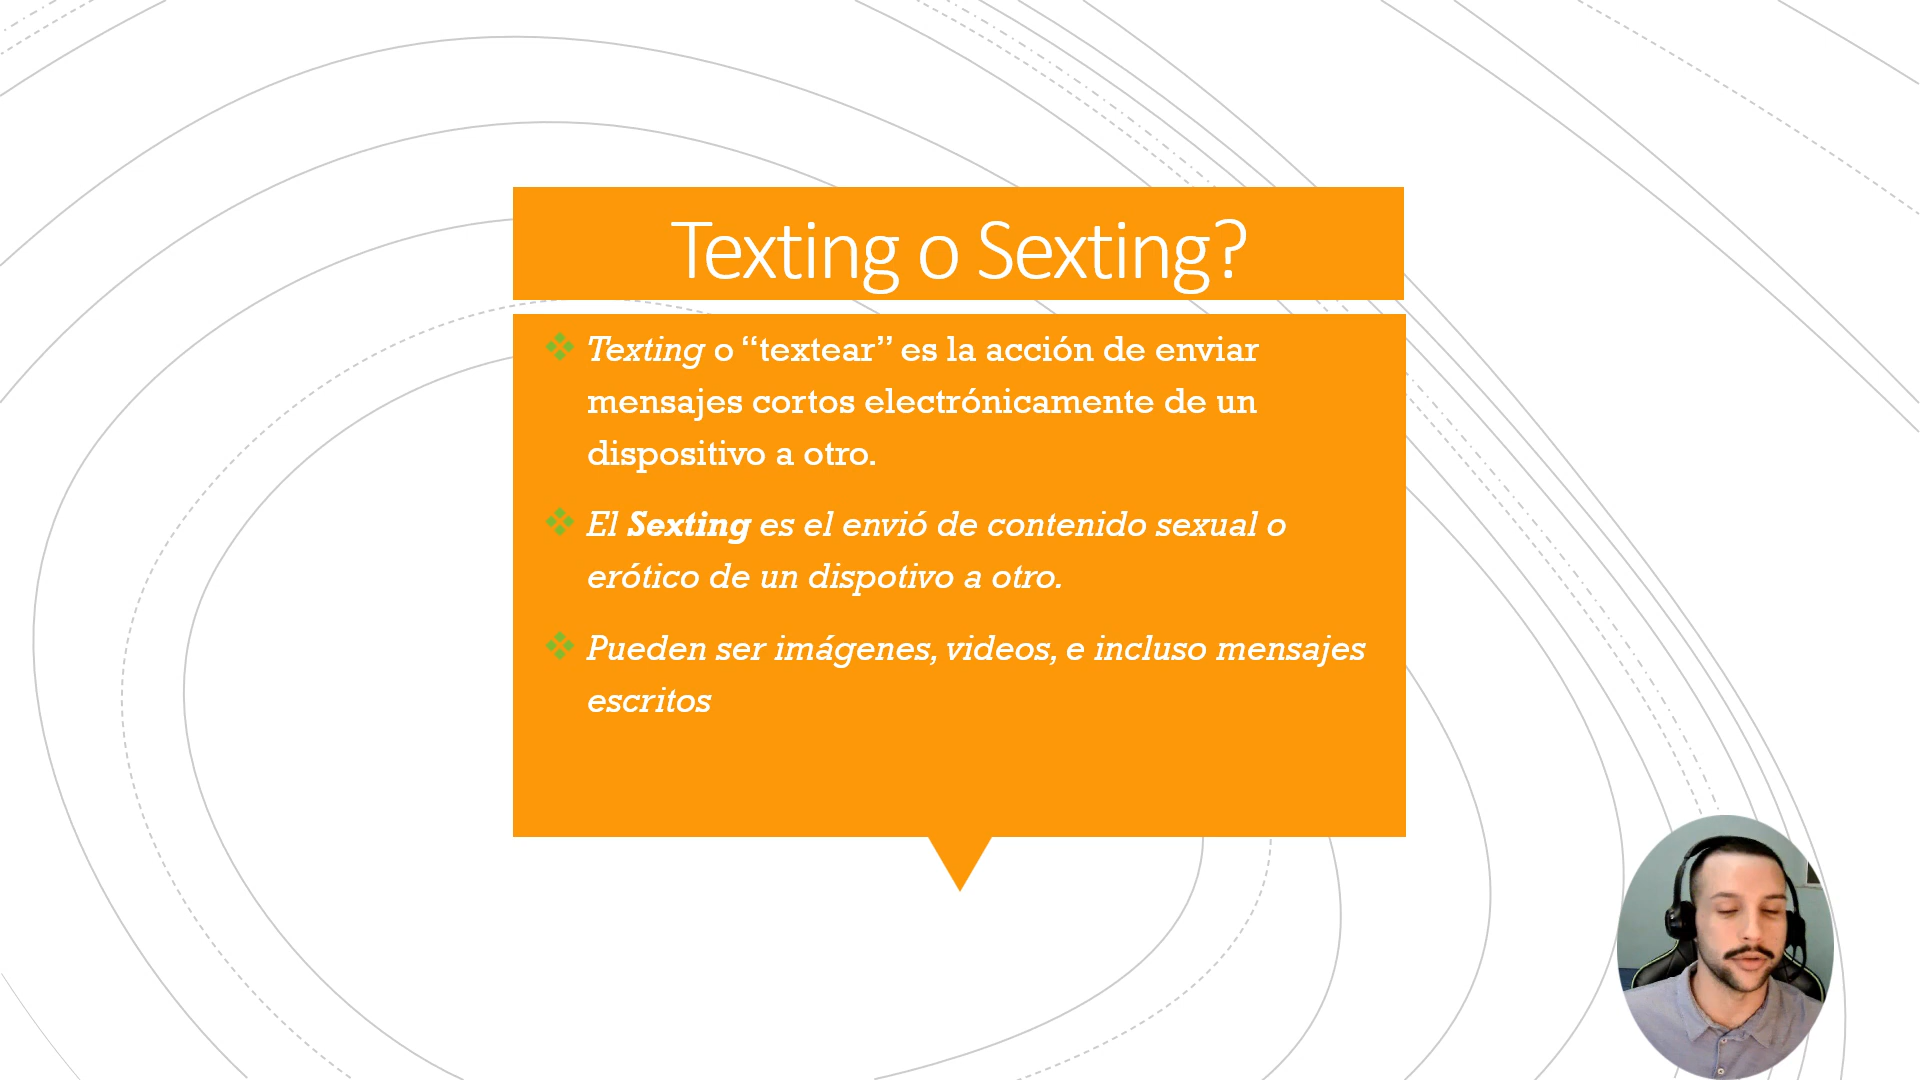 Texting o Sexting?
Texting o “textear” es la acción de enviar
mensajes cortos electrónicamente de un
dispositivo a otro.
El Sexting es el envió de contenido sexual o
erótico de un dispotivo a otro.
Pueden ser imágenes, videos, e incluso mensajes
escritos